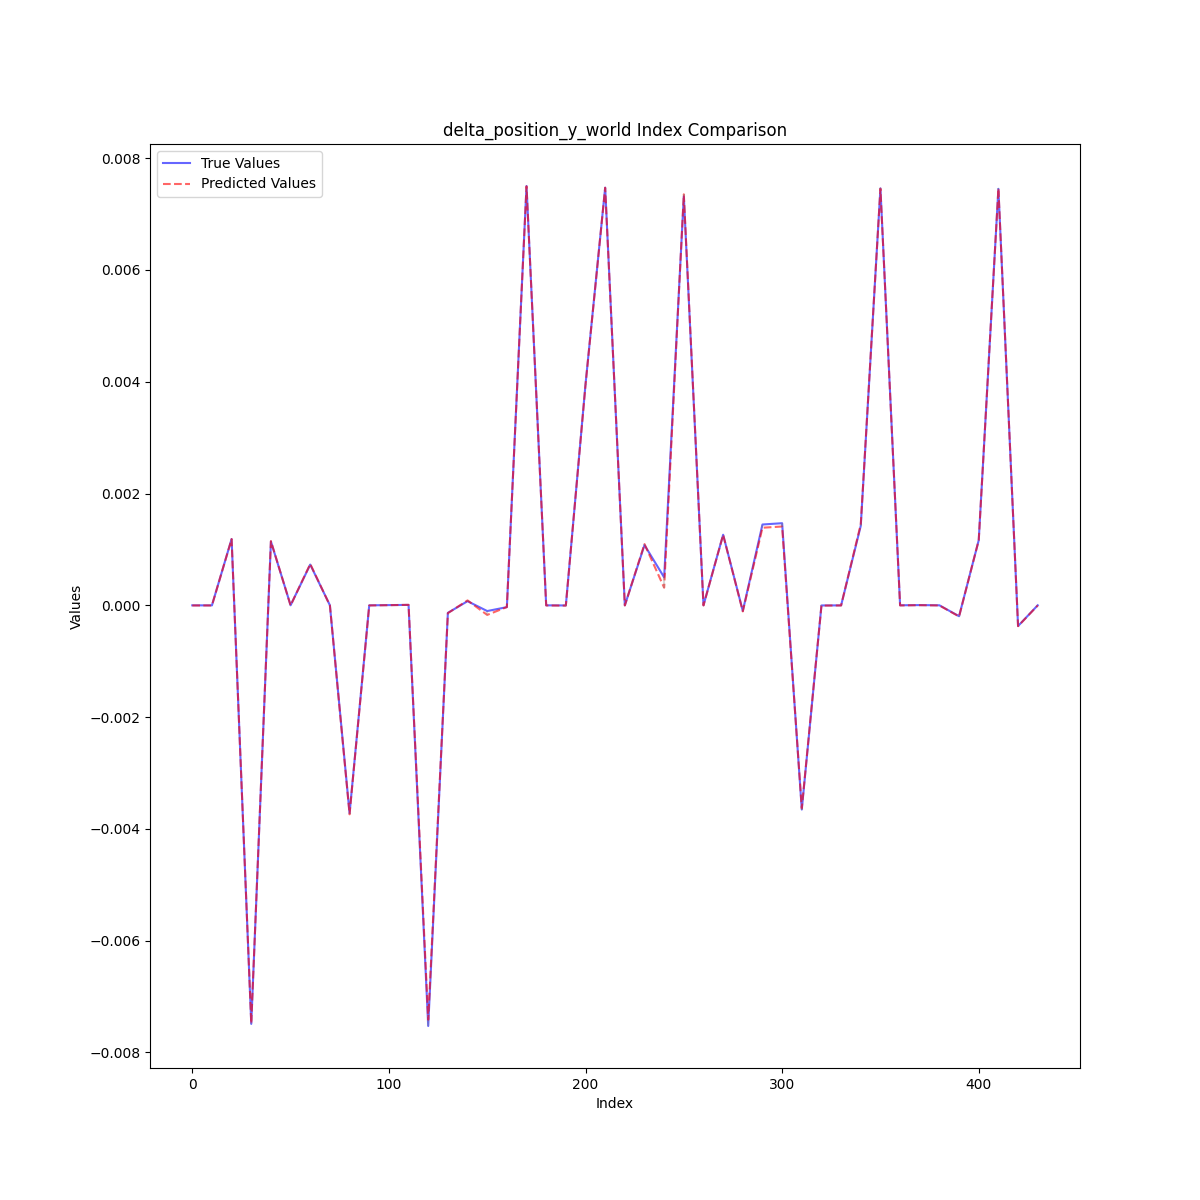 delta_position_y_world Index Comparison
True Values
Predicted Values
0.008
0.006
0.004
0.002
0.000
−0.002
−0.004
−0.006
−0.008
Values
0
100
200
300
400
Index